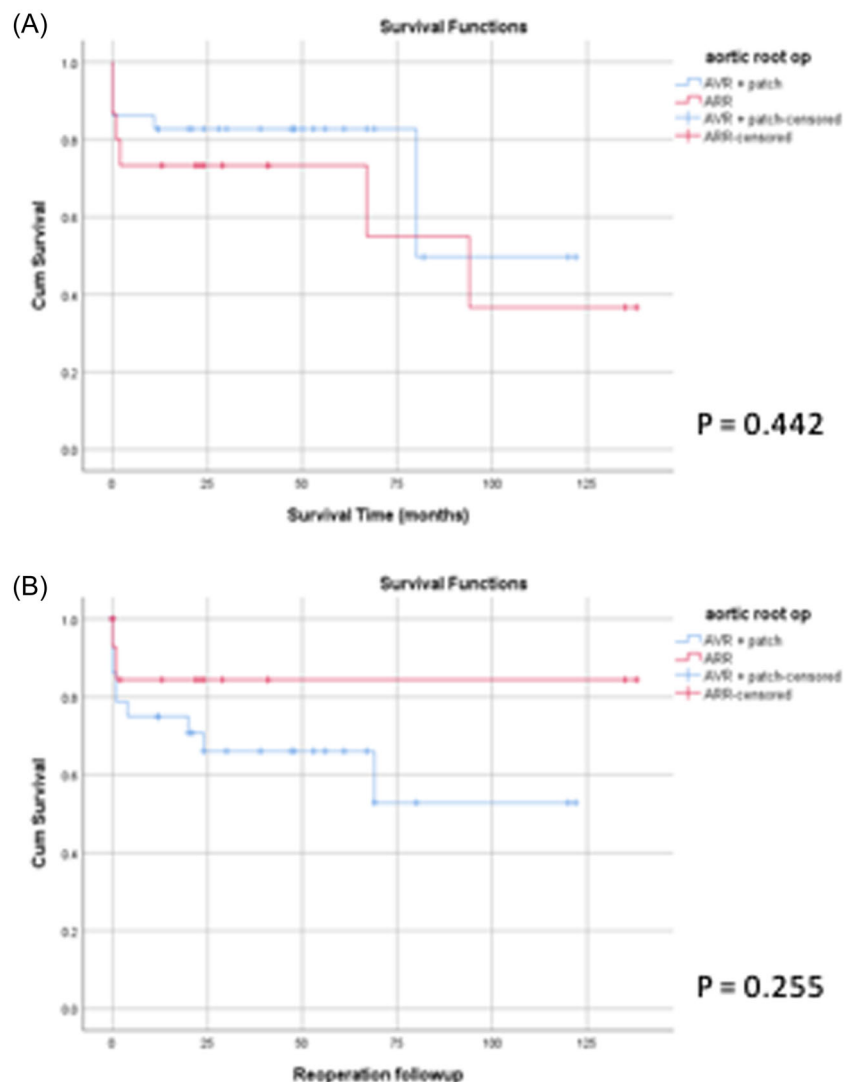 (A)
Survival Functions
aortic root op
AVR + patch
ARR
AVR + patch-censored
ARR-censored
1.0
0.8
0.6
0.4
0.2
0.0
Cum Survival
0 25 50 75 100 125
Survival Time (months)
P = 0.442
(B)
Survival Functions
aortic root op
AVR + patch
ARR
AVR + patch-censored
ARR-censored
1.0
0.8
0.6
0.4
0.2
0.0
Cum Survival
0 25 50 75 100 125
Reoperation followup
P = 0.255